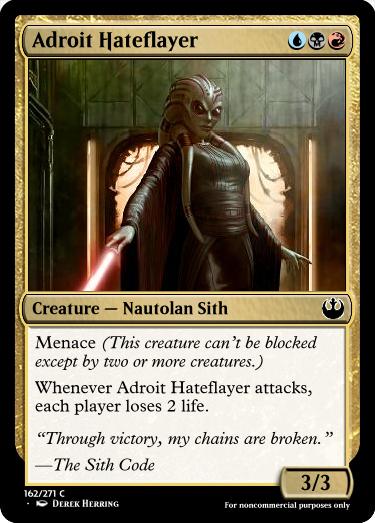 Adroit Hateflayer
Creature — Nautolan Sith
Menace (This creature can't be blocked
except by two or more creatures.)
Whenever Adroit Hateflayer attacks,
each player loses 2 life.
“Through victory, my chains are broken.”
—The Sith Code
3/3
162/271 C
· DEREK HERRING
For noncommercial purposes only